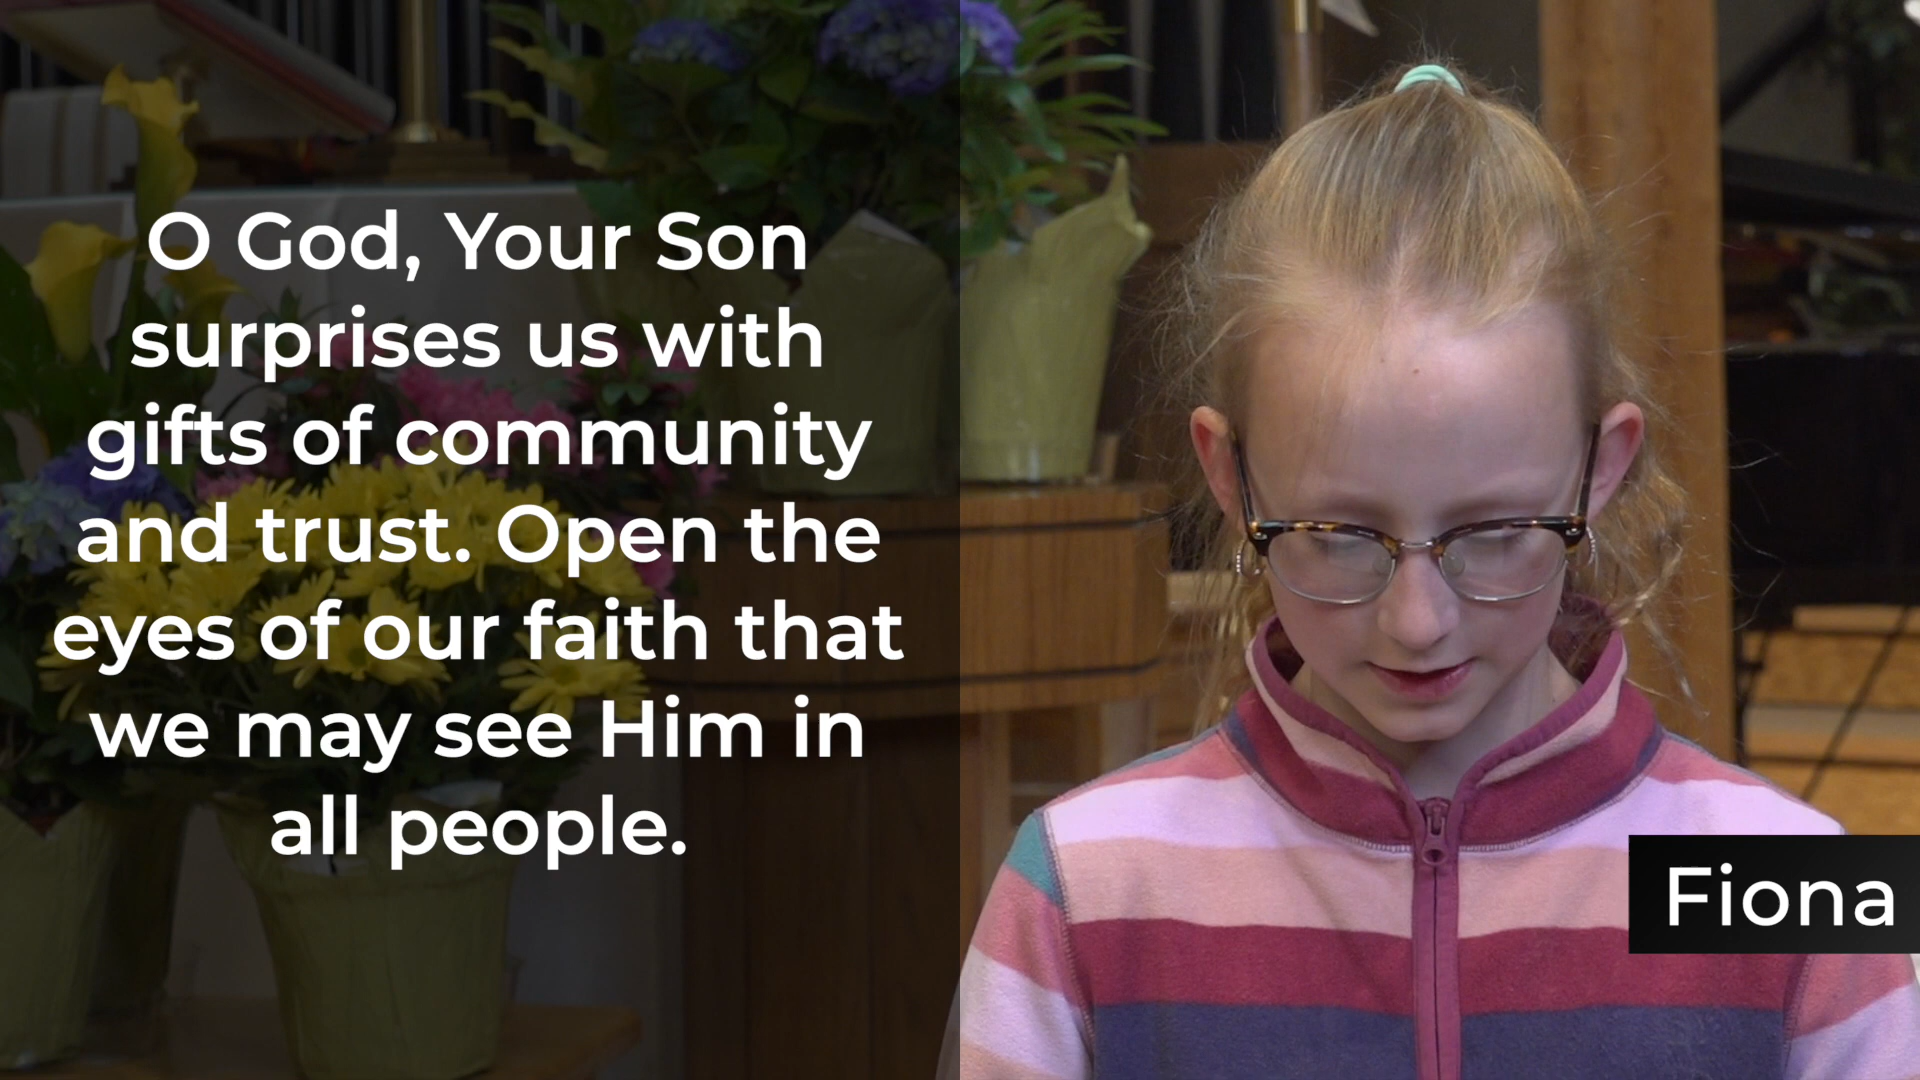 O God, Your Son
surprises us with
gifts of community
and trust. Open the
eyes of our faith that
we may see Him in
all people.
Fiona